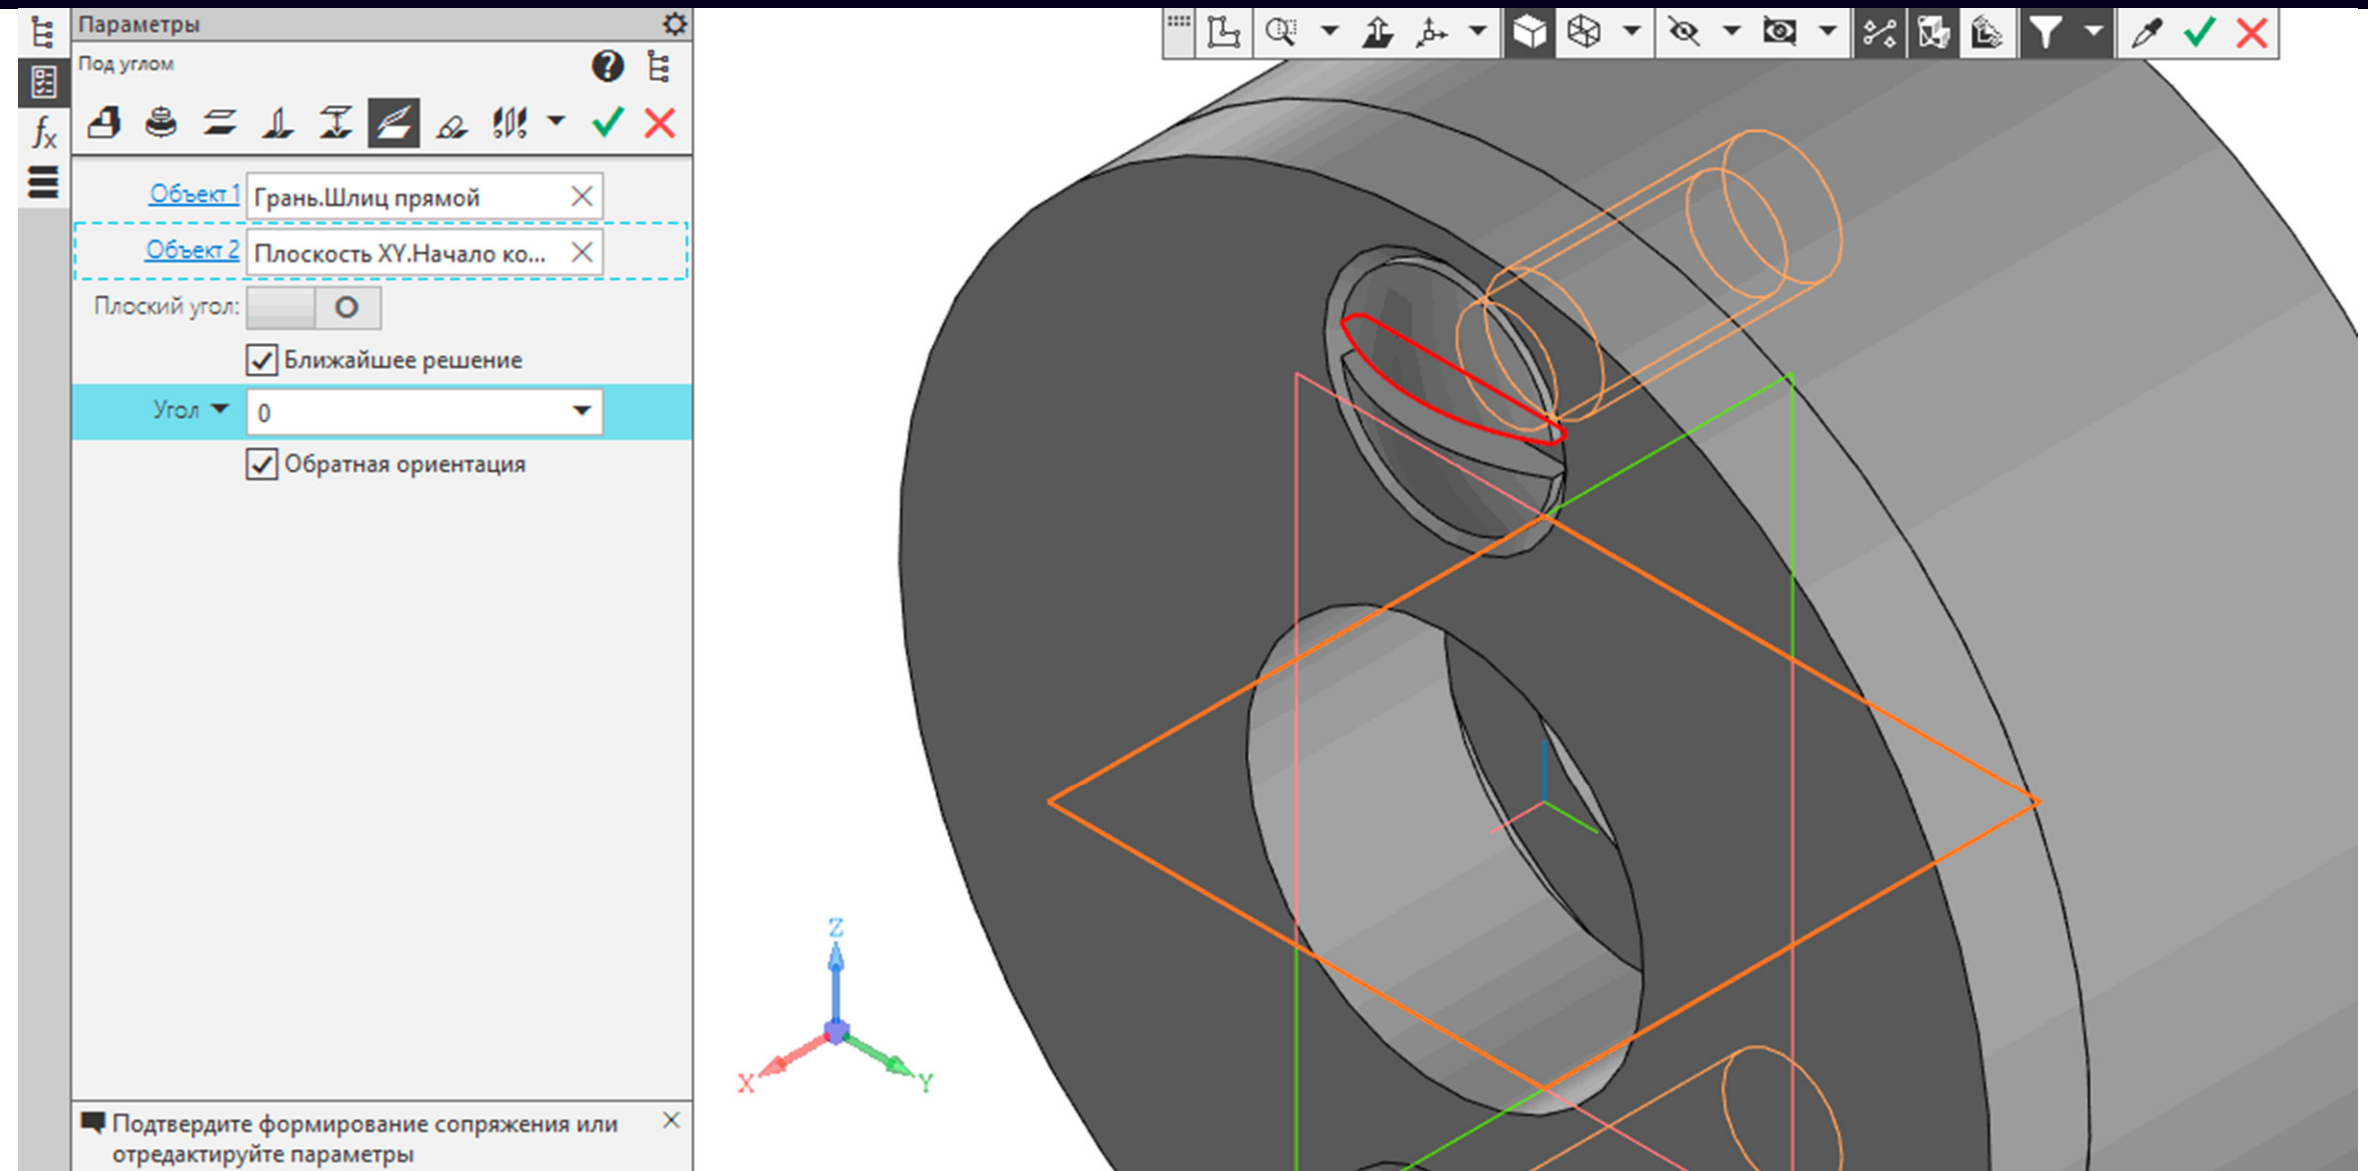 Параметры
Под углом
fx
Объект 1
Грань.Шлиц прямой
Объект 2
Плоскость XY.Начало ко...
Плоский угол:
Ближайшее решение
Угол
0
Обратная ориентация
Z
X
Y
Подтвердите формирование сопряжения или
отредактируйте параметры